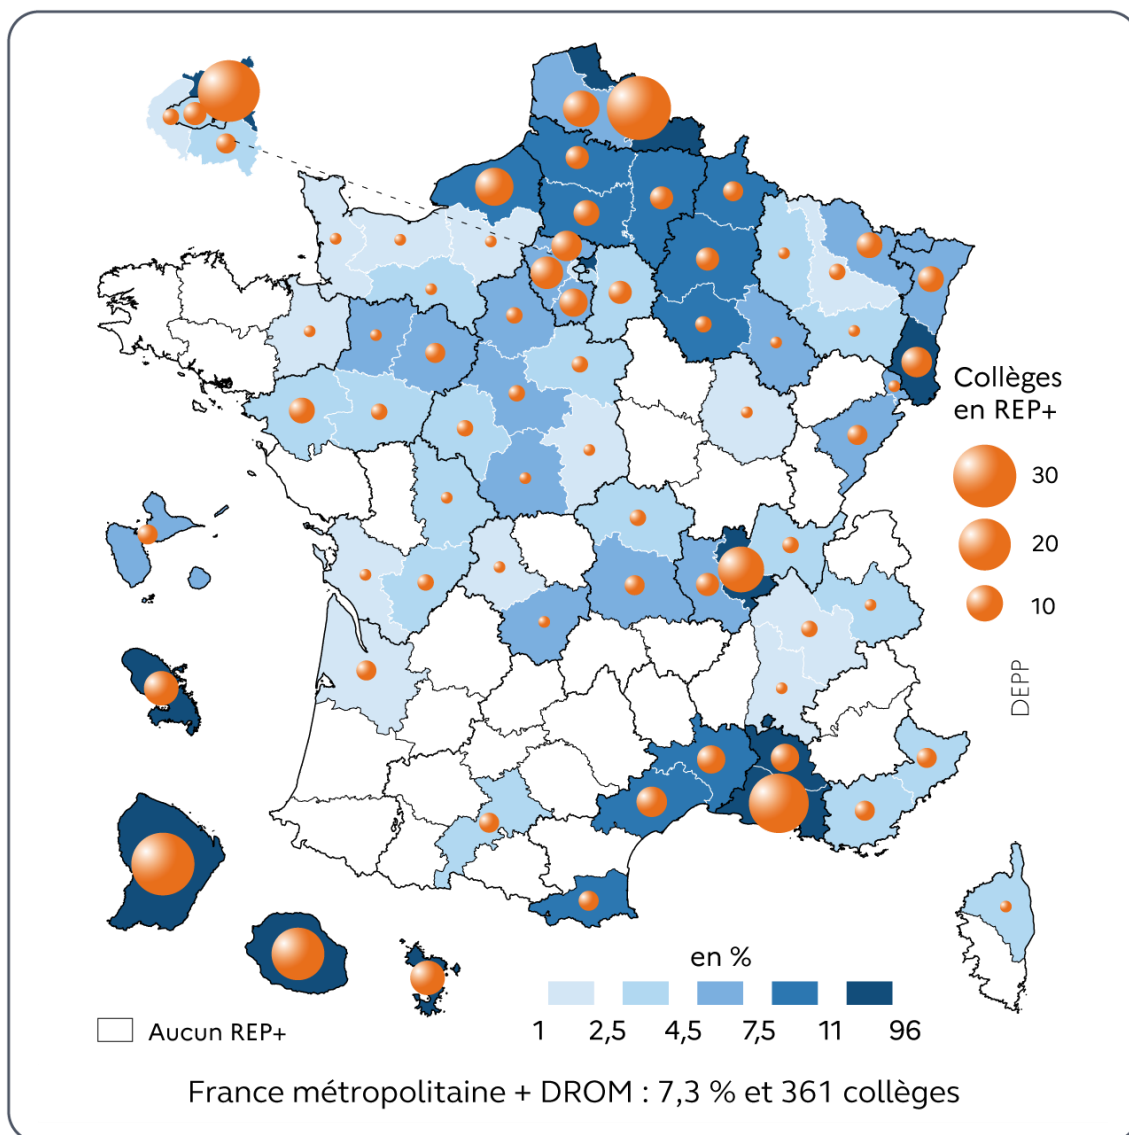 Collèges
en REP+
30
20
10
DEPP
en %
1 2,5 4,5 7,5 11 96
Aucun REP+
France métropolitaine + DROM : 7,3 % et 361 collèges